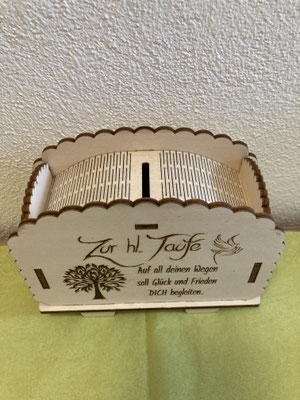 Zur hl. Taufe
Auf all deinen Wegen
soll Glück und Frieden
DICH begleiten.